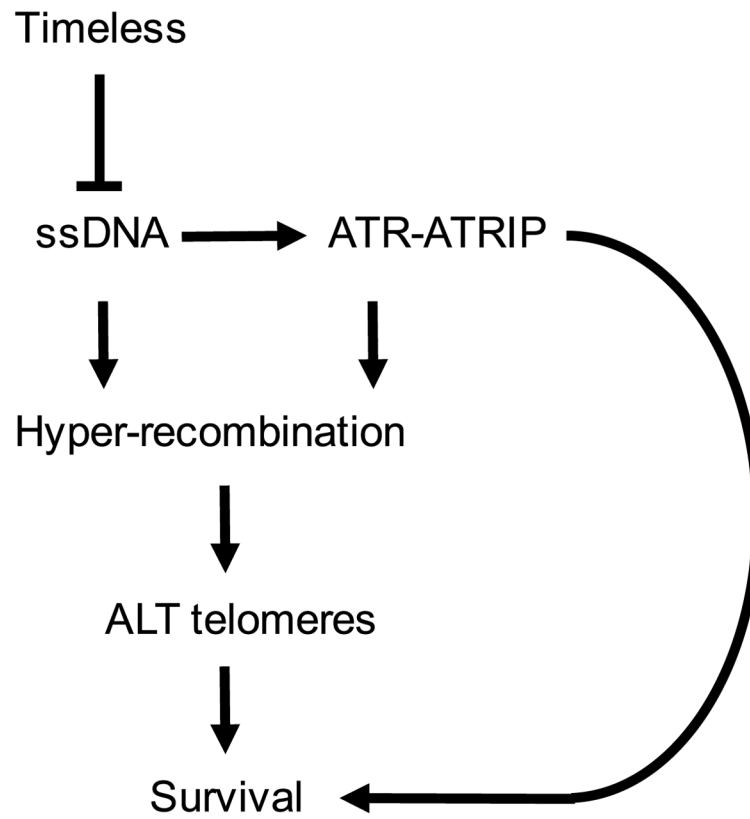 Timeless
ssDNA
ATR-ATRIP
Hyper-recombination
ALT telomeres
Survival